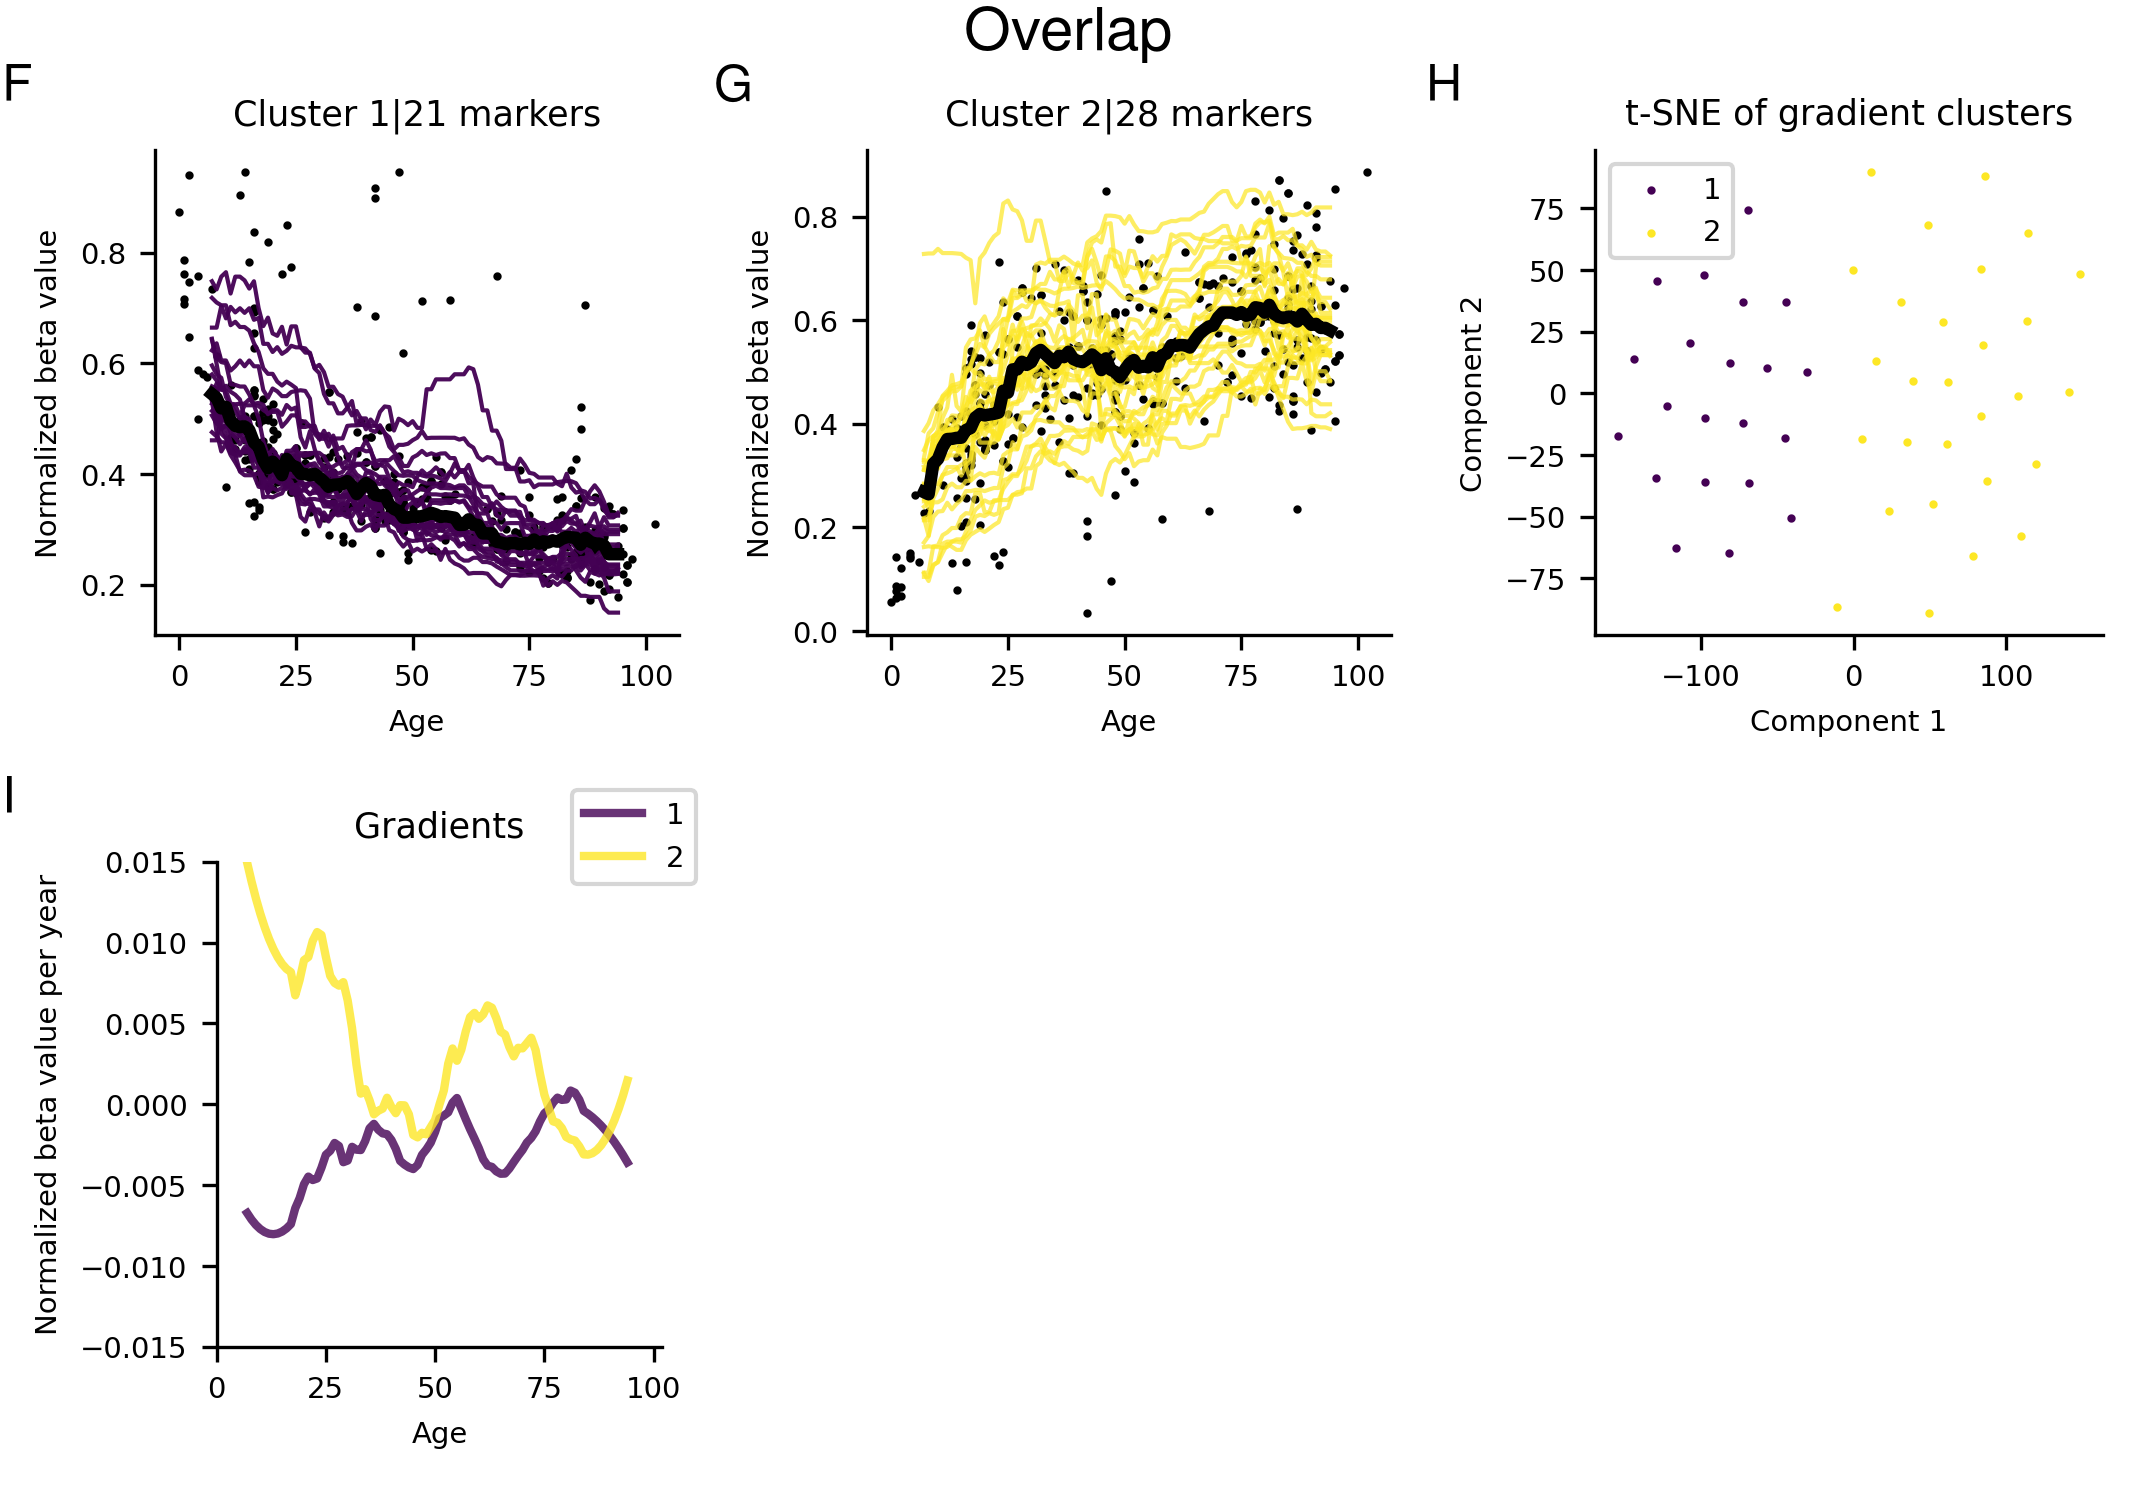 Overlap
F
Cluster 1|21 markers
Normalized beta value
0.8
0.6
0.4
0.2
0 25 50 75 100
Age
G
Cluster 2|28 markers
Normalized beta value
0.8
0.6
0.4
0.2
0.0
0 25 50 75 100
Age
H
t-SNE of gradient clusters
1
2
Component 2
75
50
25
0
−25
−50
−75
−100 0 100
Component 1
I
Gradients
1
2
Normalized beta value per year
0.015
0.010
0.005
0.000
−0.005
−0.010
−0.015
0 25 50 75 100
Age